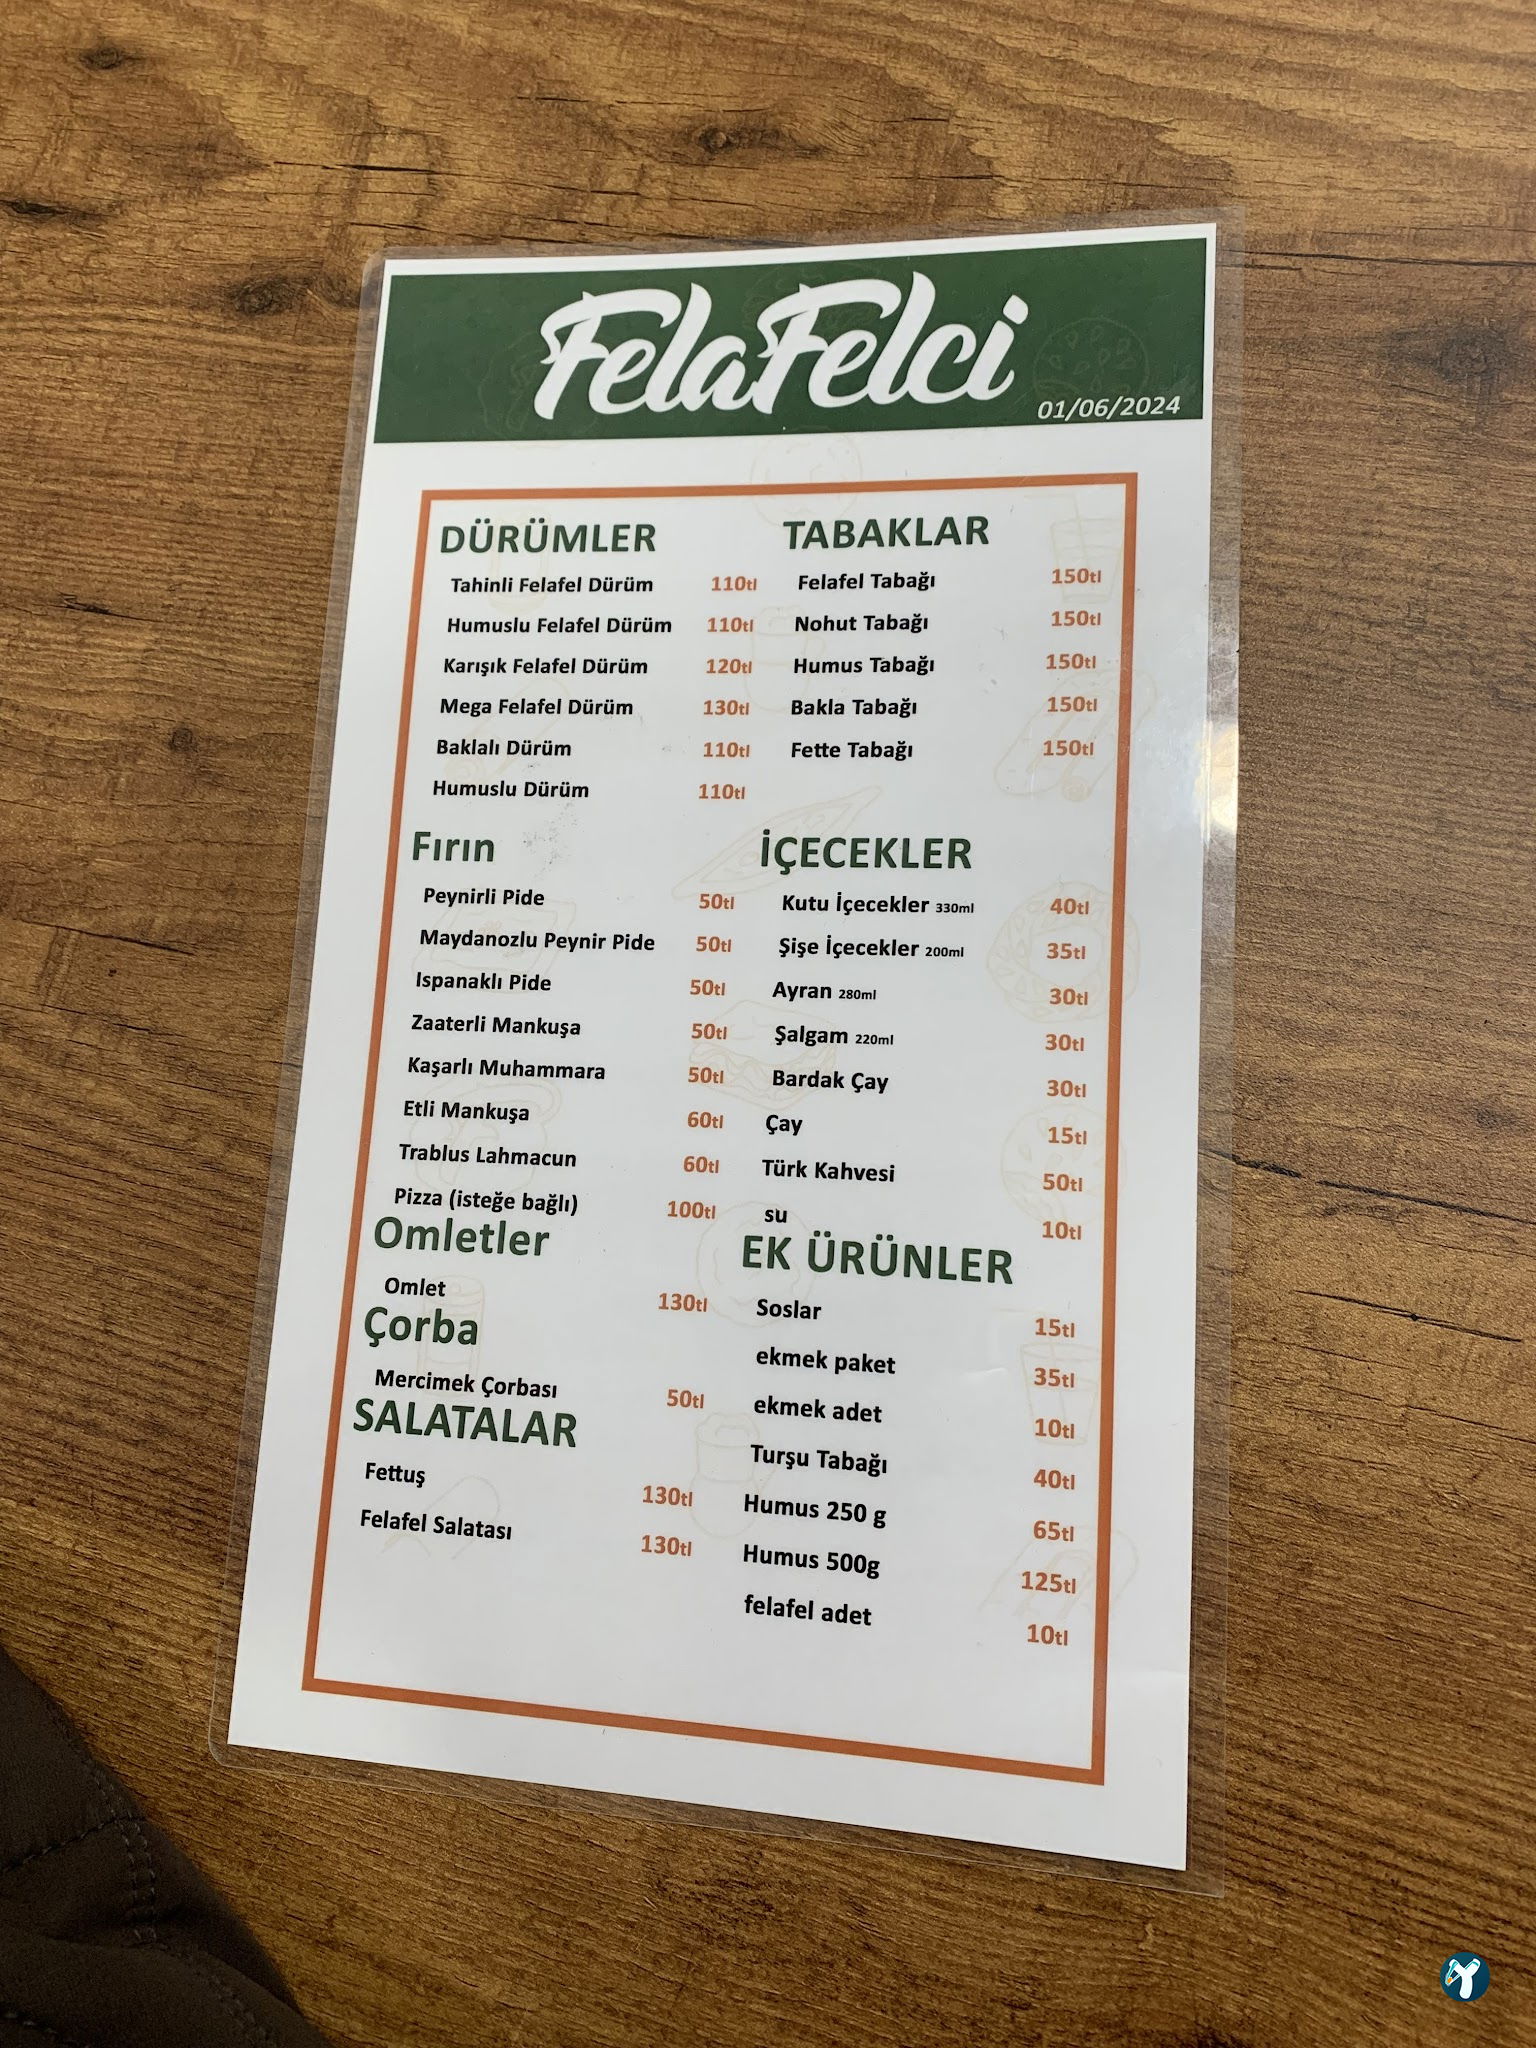 FelaFelci
01/06/2024
DÜRÜMLER
Tahinli Felafel Dürüm 110tl
Humuslu Felafel Dürüm 110tl
Karışık Felafel Dürüm 120tl
Mega Felafel Dürüm 130tl
Baklalı Dürüm 110tl
Humuslu Dürüm 110tl
Fırın
Peynirli Pide 50tl
Maydanozlu Peynir Pide 50tl
Ispanaklı Pide 50tl
Zaaterli Mankuşa 50tl
Kaşarlı Muhammara 50tl
Etli Mankuşa 60tl
Trablus Lahmacun 60tl
Pizza (isteğe bağlı) 100tl
Omletler
Omlet 130tl
Çorba
Mercimek Çorbası 50tl
SALATALAR
Fettuş 130tl
Felafel Salatası 130tl
TABAKLAR
Felafel Tabağı 150tl
Nohut Tabağı 150tl
Humus Tabağı 150tl
Bakla Tabağı 150tl
Fette Tabağı 150tl
İÇECEKLER
Kutu İçecekler 330ml 40tl
Şişe İçecekler 200ml 35tl
Ayran 280ml 30tl
Şalgam 220ml 30tl
Bardak Çay 30tl
Çay 15tl
Türk Kahvesi 50tl
su 10tl
EK ÜRÜNLER
Soslar 15tl
ekmek paket 35tl
ekmek adet 10tl
Turşu Tabağı 40tl
Humus 250 g 65tl
Humus 500g 125tl
felafel adet 10tl